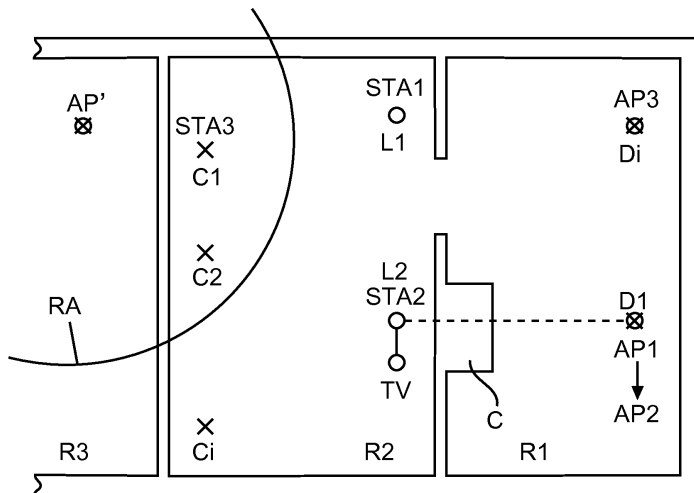 AP'
STA3
C1
C2
RA
Ci
R3
STA1
L1
L2
STA2
TV
R2
AP3
Di
D1
AP1
AP2
C
R1